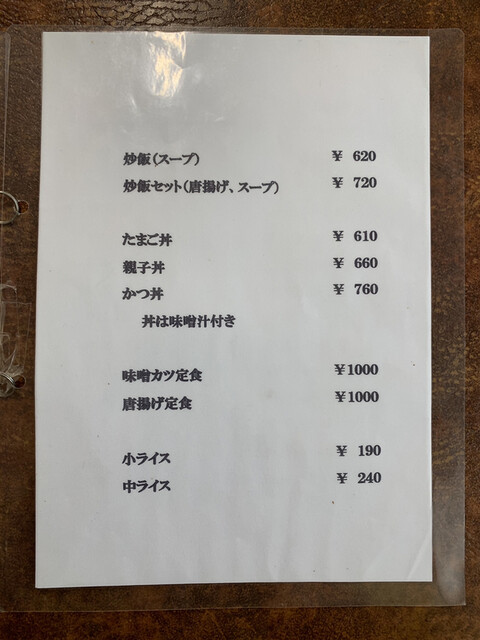 炒飯(スープ) ¥ 620
炒飯セット(唐揚げ、スープ) ¥ 720
たまご丼 ¥ 610
親子丼 ¥ 660
かつ丼 ¥ 760
丼は味噌汁付き
味噌カツ定食 ¥1000
唐揚げ定食 ¥1000
小ライス ¥ 190
中ライス ¥ 240